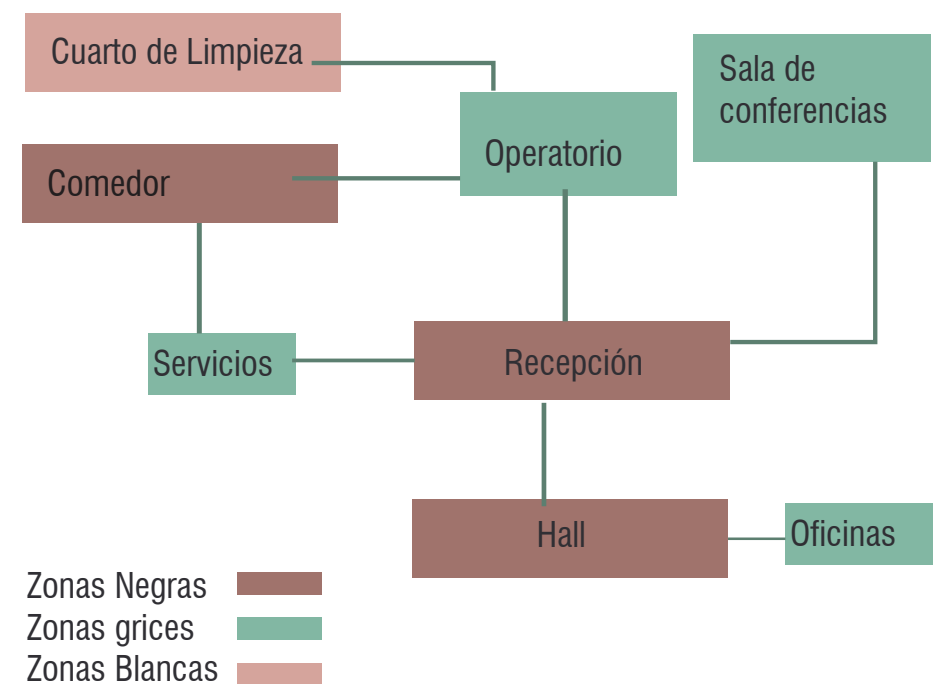 Cuarto de Limpieza
Sala de
conferencias
Operatorio
Comedor
Servicios
Recepción
Hall
Oficinas
Zonas Negras
Zonas grices
Zonas Blancas